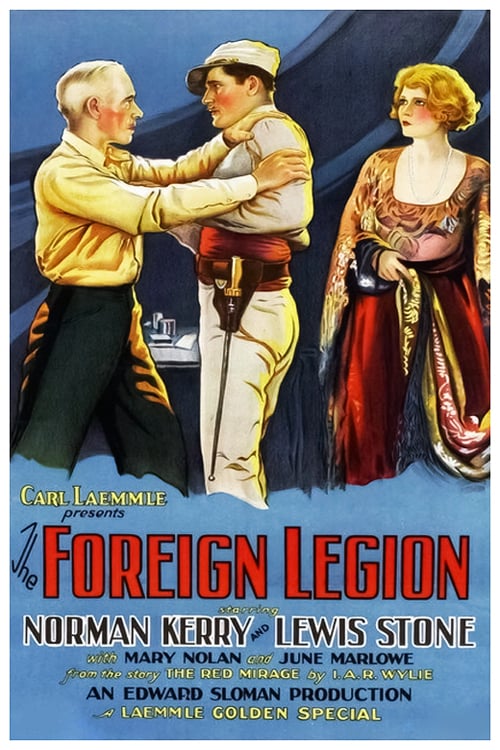 CARL LAEMMLE
presents
The FOREIGN LEGION
starring
NORMAN KERRY AND LEWIS STONE
with MARY NOLAN and JUNE MARLOWE
from the story THE RED MIRAGE by I.A.R. WYLIE
AN EDWARD SLOMAN PRODUCTION
A LAEMMLE GOLDEN SPECIAL